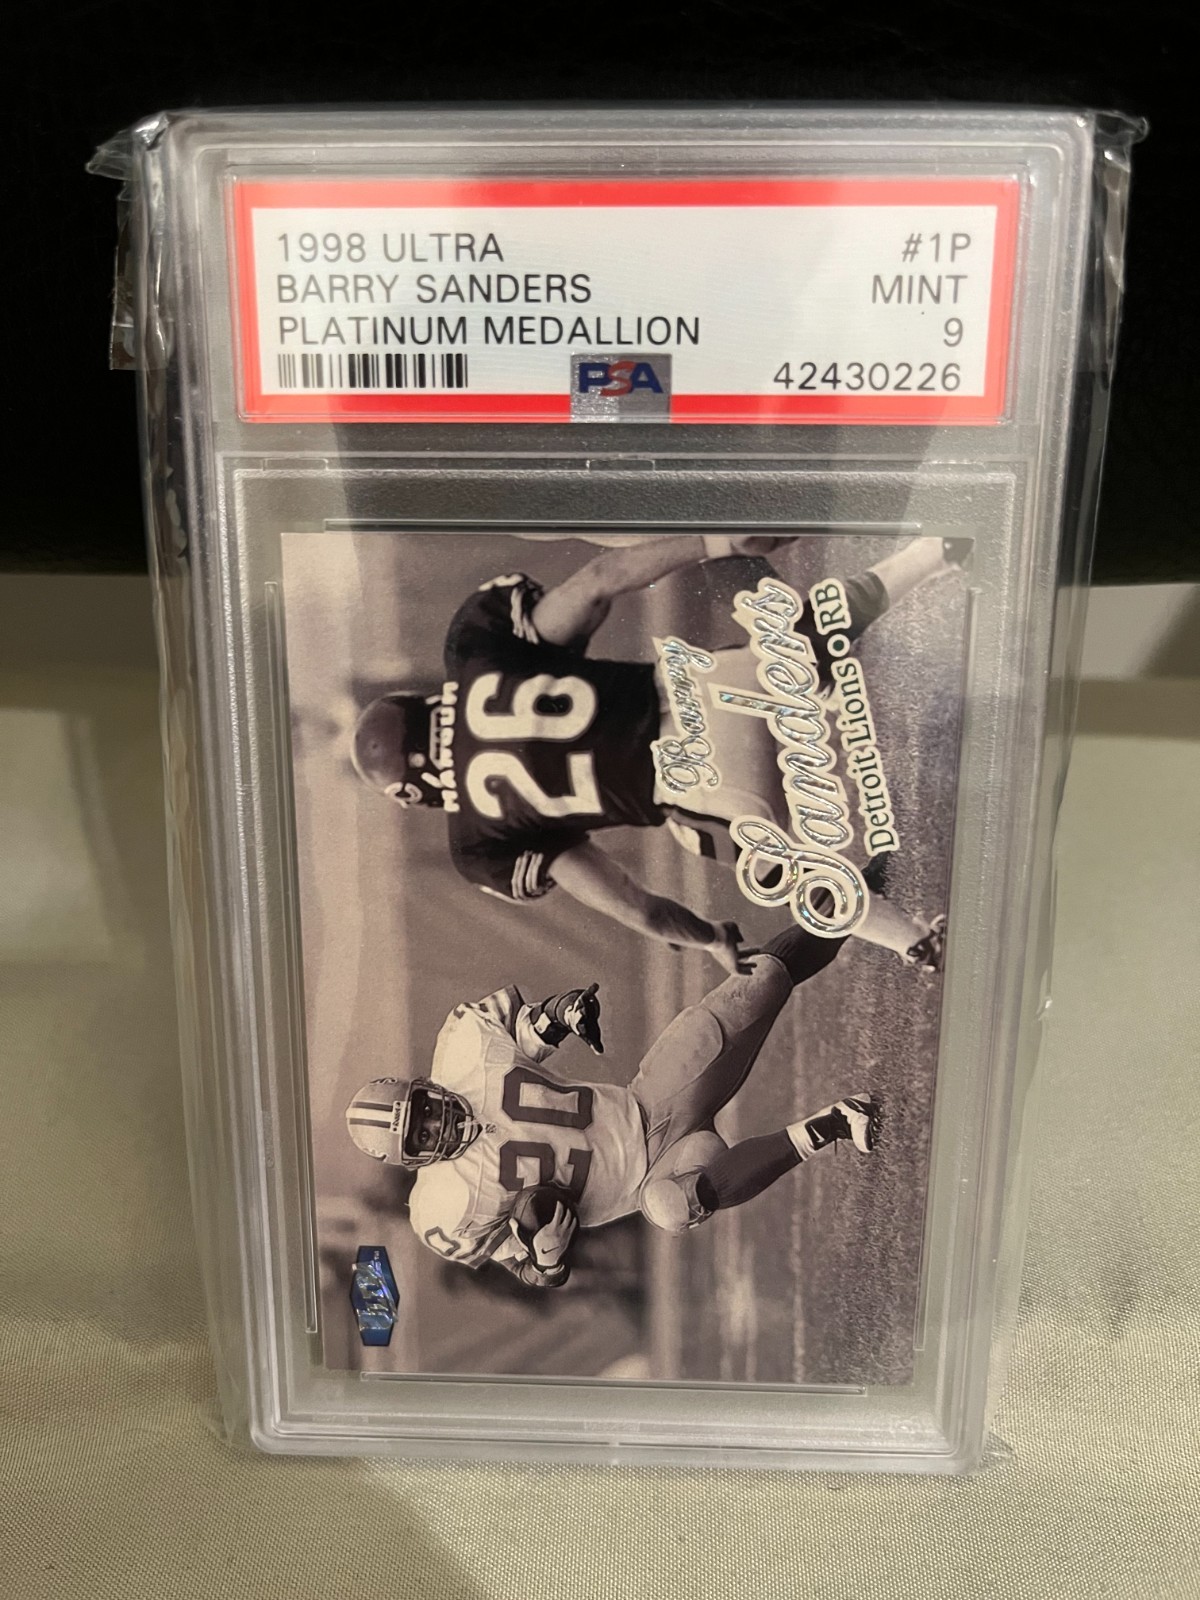 1998 ULTRA #1P
BARRY SANDERS MINT
PLATINUM MEDALLION 9
PSA 42430226
Barry
Sanders
Detroit Lions RB
26
20